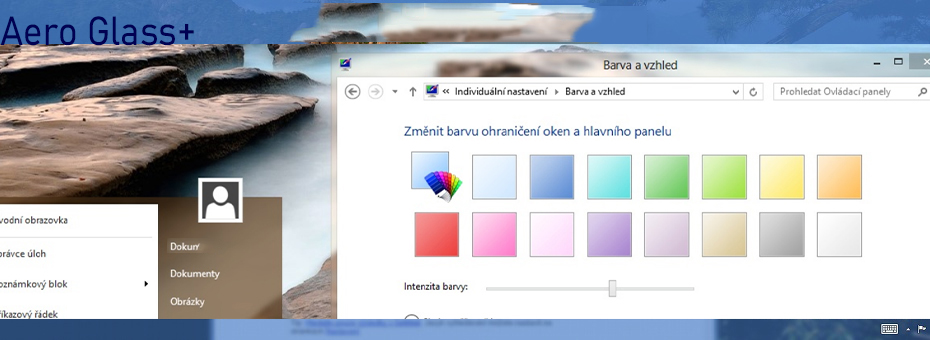 Aero Glass+
Barva a vzhled
Individuální nastavení
Barva a vzhled
Prohledat Ovládací panely
Změnit barvu ohraničení oken a hlavního panelu
vodní obrazovka
právce úloh
oznámkový blok
íkazový řádek
Dokum
Dokumenty
Obrázky
Intenzita barvy: